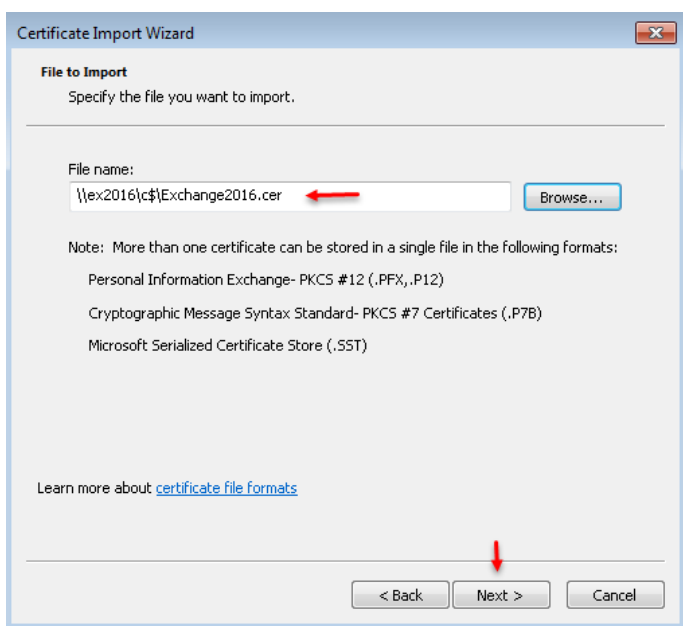 Certificate Import Wizard
File to Import
Specify the file you want to import.
File name:
\\ex2016\c$\Exchange2016.cer
Browse...
Note:  More than one certificate can be stored in a single file in the following formats:
Personal Information Exchange- PKCS #12 (.PFX,.P12)
Cryptographic Message Syntax Standard- PKCS #7 Certificates (.P7B)
Microsoft Serialized Certificate Store (.SST)
Learn more about certificate file formats
< Back
Next >
Cancel